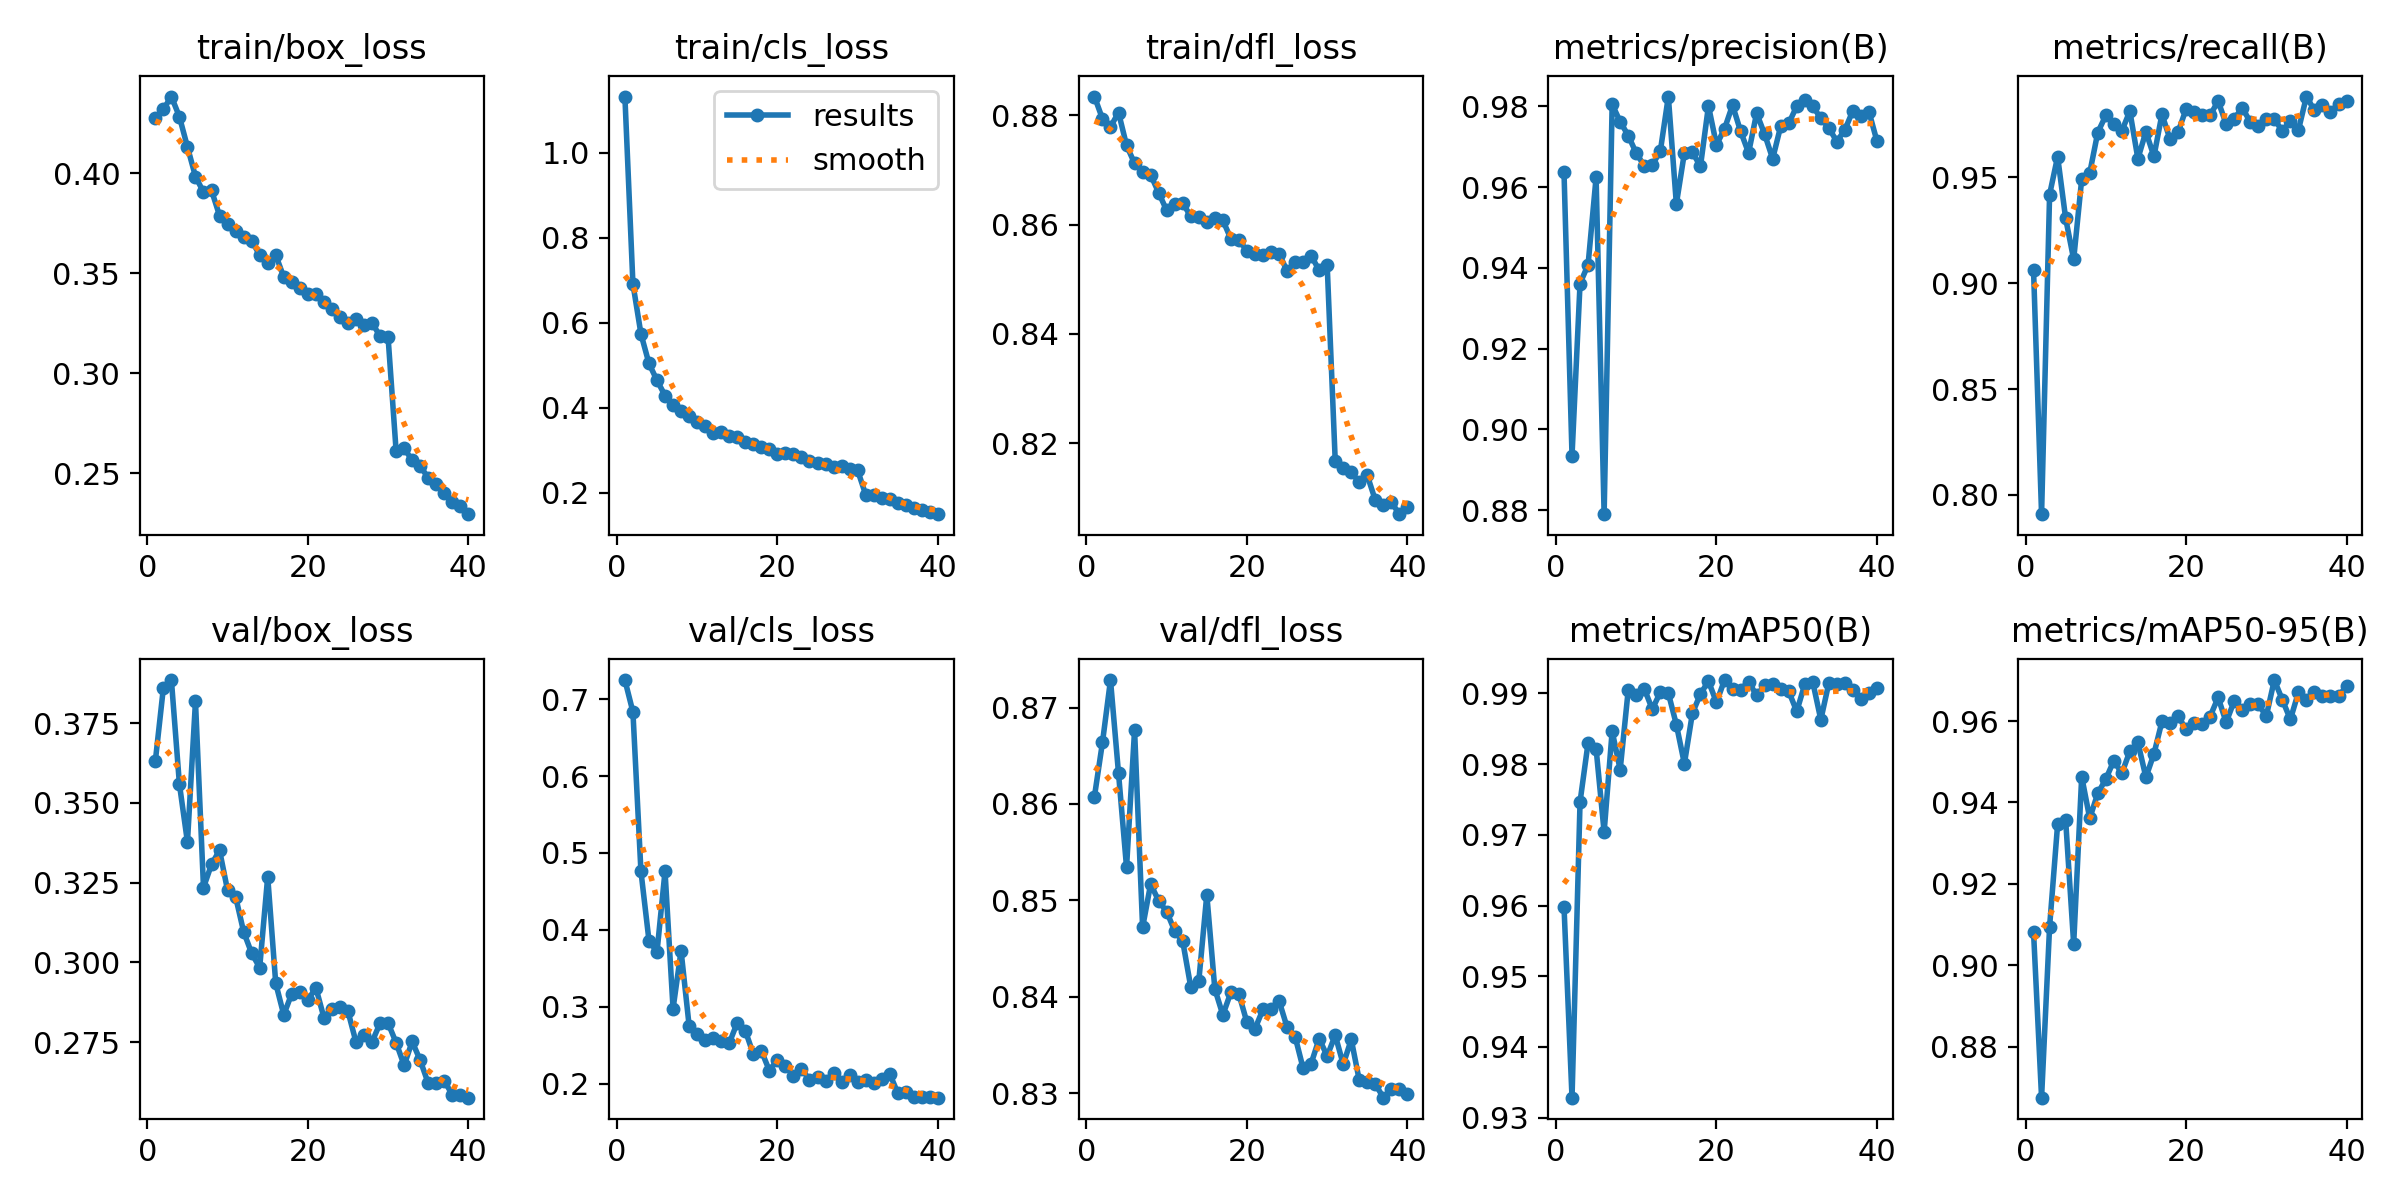 train/box_loss
0.40
0.35
0.30
0.25
0 20 40
train/cls_loss
results
smooth
1.0
0.8
0.6
0.4
0.2
0 20 40
train/dfl_loss
0.88
0.86
0.84
0.82
0 20 40
metrics/precision(B)
0.98
0.96
0.94
0.92
0.90
0.88
0 20 40
metrics/recall(B)
0.95
0.90
0.85
0.80
0 20 40
val/box_loss
0.375
0.350
0.325
0.300
0.275
0 20 40
val/cls_loss
0.7
0.6
0.5
0.4
0.3
0.2
0 20 40
val/dfl_loss
0.87
0.86
0.85
0.84
0.83
0 20 40
metrics/mAP50(B)
0.99
0.98
0.97
0.96
0.95
0.94
0.93
0 20 40
metrics/mAP50-95(B)
0.96
0.94
0.92
0.90
0.88
0 20 40